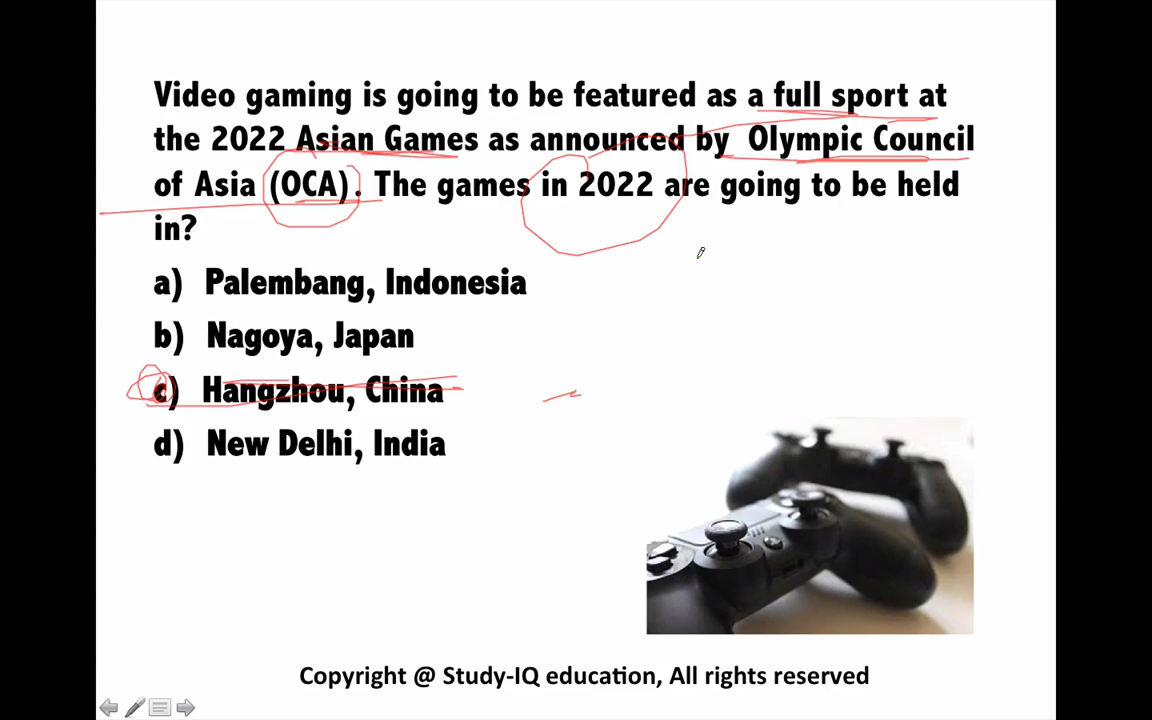 Video gaming is going to be featured as a full sport at
the 2022 Asian Games as announced by Olympic Council
of Asia (OCA). The games in 2022 are going to be held
in?
a) Palembang, Indonesia
b) Nagoya, Japan
c) Hangzhou, China
d) New Delhi, India
Copyright @ Study-IQ education, All rights reserved